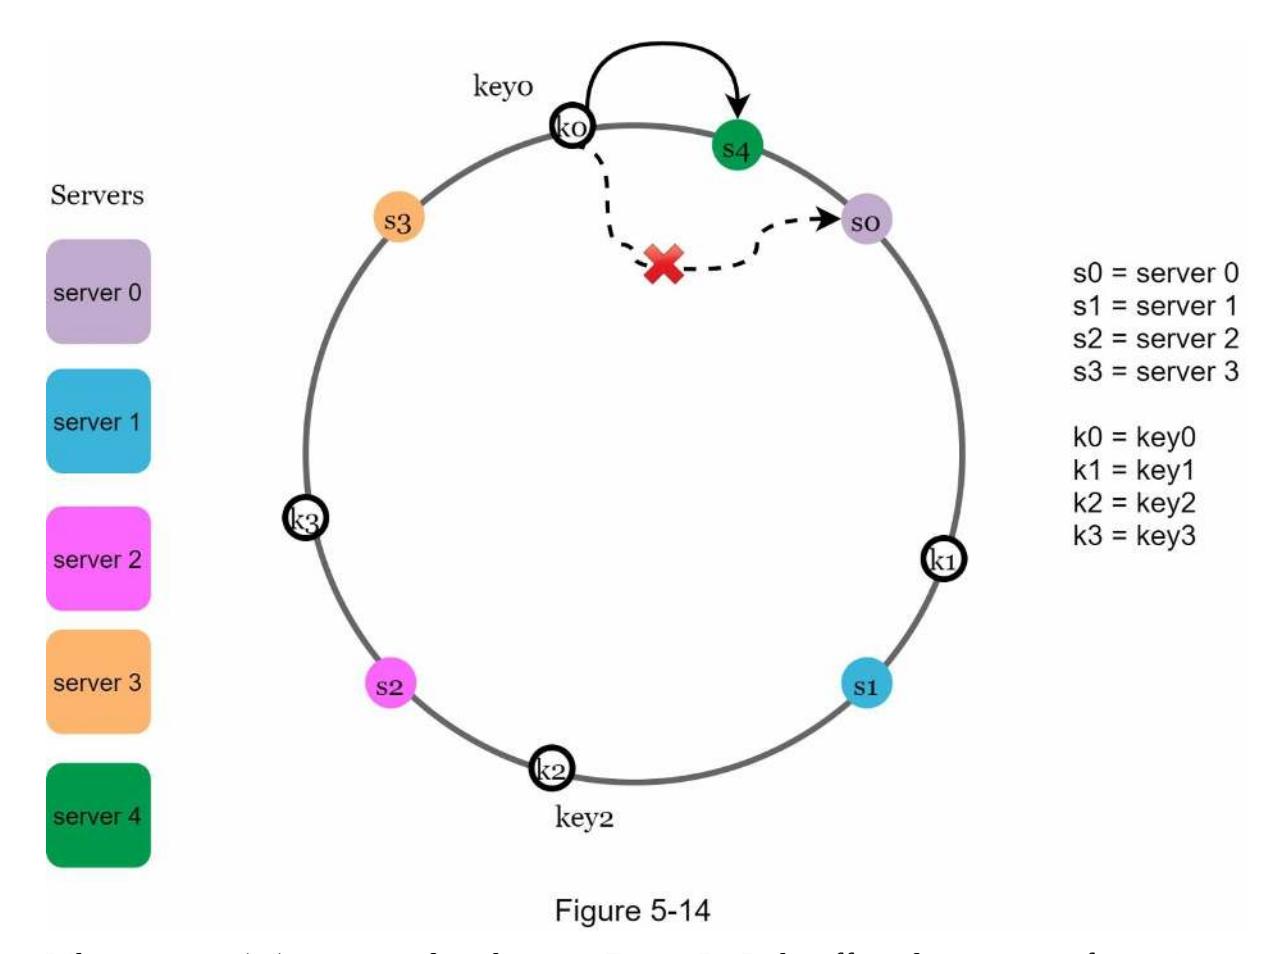 key0
k0
s4
Servers
s3
s0
server 0
s0 = server 0
s1 = server 1
s2 = server 2
s3 = server 3
server 1
k0 = key0
k1 = key1
k2 = key2
k3 = key3
k3
server 2
k1
server 3
s2
s1
k2
key2
server 4
Figure 5-14